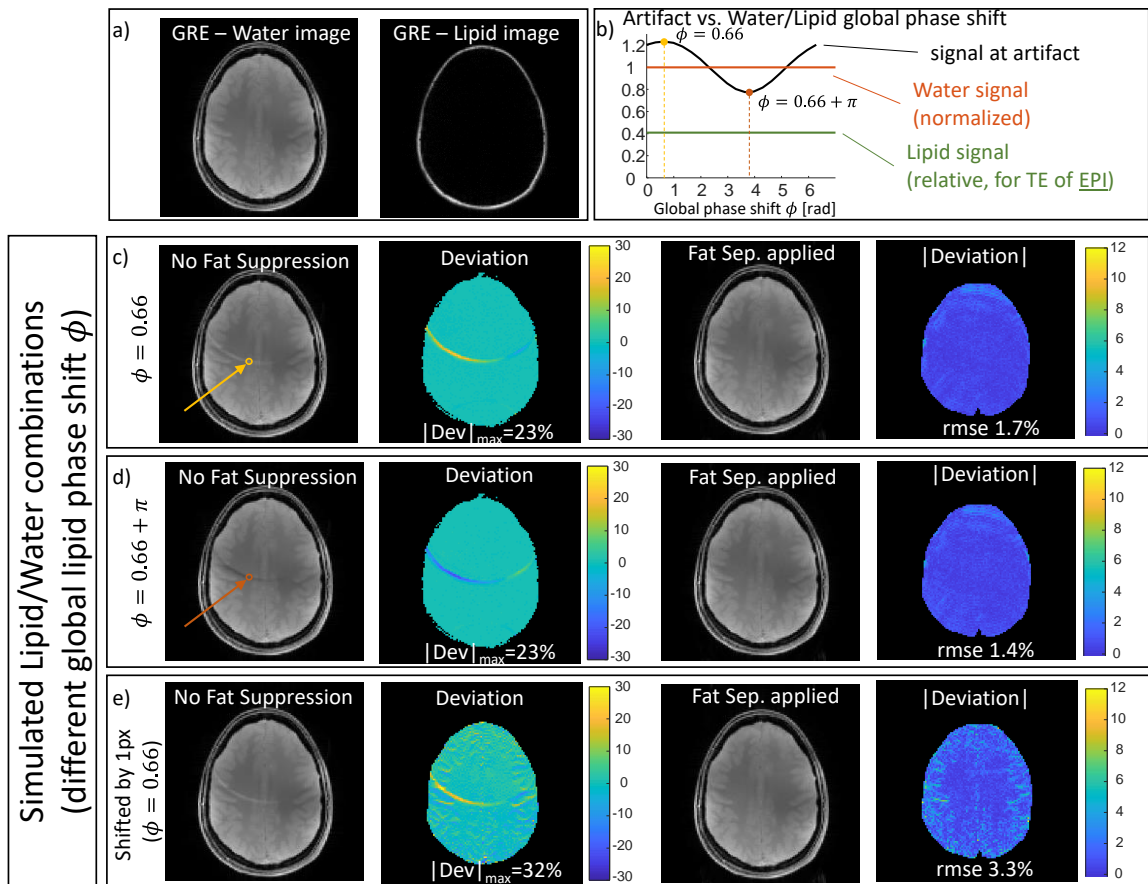 a)
GRE – Water image
GRE – Lipid image
b)
Artifact vs. Water/Lipid global phase shift
1.2
1
0.8
0.6
0.4
0.2
0
0 1 2 3 4 5 6 7
Global phase shift ϕ [rad]
ϕ = 0.66
ϕ = 0.66 + π
signal at artifact
Water signal
(normalized)
Lipid signal
(relative, for TE of EPI)
Simulated Lipid/Water combinations
(different global lipid phase shift ϕ)
c)
ϕ = 0.66
No Fat Suppression
Deviation
|Dev|max=23%
30
20
10
0
-10
-20
-30
Fat Sep. applied
|Deviation|
rmse 1.7%
12
10
8
6
4
2
0
d)
ϕ = 0.66 + π
No Fat Suppression
Deviation
|Dev|max=23%
30
20
10
0
-10
-20
-30
Fat Sep. applied
|Deviation|
rmse 1.4%
12
10
8
6
4
2
0
e)
Shifted by 1px
(ϕ = 0.66)
No Fat Suppression
Deviation
|Dev|max=32%
30
20
10
0
-10
-20
-30
Fat Sep. applied
|Deviation|
rmse 3.3%
12
10
8
6
4
2
0